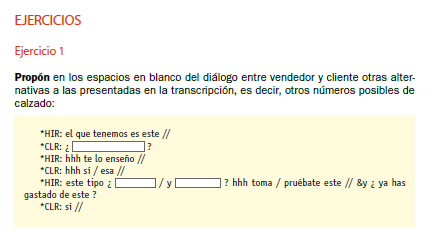 EJERCICIOS
Ejercicio 1
Propón en los espacios en blanco del diálogo entre vendedor y cliente otras alter-
nativas a las presentadas en la transcripción, es decir, otros números posibles de
calzado:
*HIR: el que tenemos es este //
*CLR: ¿ ?
*HIR: hhh te lo enseño //
*CLR: hhh sí / esa //
*HIR: este tipo ¿ / y ? hhh toma / pruébate este // &y ¿ ya has
gastado de este ?
*CLR: sí //